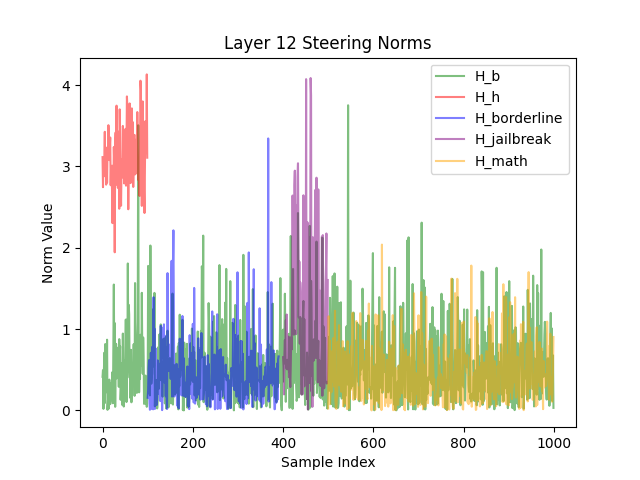 Layer 12 Steering Norms
Norm Value
4
3
2
1
0
0
200
400
600
800
1000
Sample Index
H_b
H_h
H_borderline
H_jailbreak
H_math